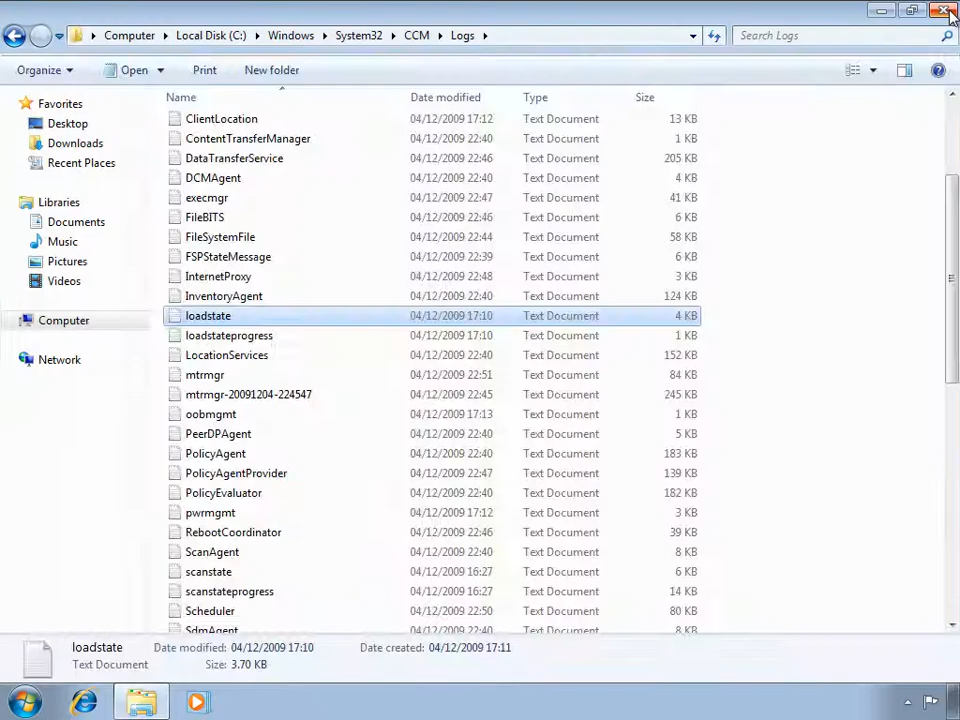 Computer Local Disk (C:) Windows System32 CCM Logs Search Logs
Organize Open Print New folder
Name Date modified Type Size
Favorites
Desktop
Downloads
Recent Places
Libraries
Documents
Music
Pictures
Videos
Computer
Network
ClientLocation 04/12/2009 17:12 Text Document 13 KB
ContentTransferManager 04/12/2009 22:40 Text Document 1 KB
DataTransferService 04/12/2009 22:46 Text Document 205 KB
DCMAgent 04/12/2009 22:40 Text Document 4 KB
execmgr 04/12/2009 22:47 Text Document 41 KB
FileBITS 04/12/2009 22:46 Text Document 6 KB
FileSystemFile 04/12/2009 22:44 Text Document 58 KB
FSPStateMessage 04/12/2009 22:39 Text Document 6 KB
InternetProxy 04/12/2009 22:48 Text Document 3 KB
InventoryAgent 04/12/2009 22:40 Text Document 124 KB
loadstate 04/12/2009 17:10 Text Document 4 KB
loadstateprogress 04/12/2009 17:10 Text Document 1 KB
LocationServices 04/12/2009 22:40 Text Document 152 KB
mtrmgr 04/12/2009 22:51 Text Document 84 KB
mtrmgr-20091204-224547 04/12/2009 22:45 Text Document 245 KB
oobmgmt 04/12/2009 17:13 Text Document 1 KB
PeerDPAgent 04/12/2009 22:40 Text Document 5 KB
PolicyAgent 04/12/2009 22:40 Text Document 183 KB
PolicyAgentProvider 04/12/2009 22:47 Text Document 139 KB
PolicyEvaluator 04/12/2009 22:40 Text Document 182 KB
pwrmgmt 04/12/2009 17:12 Text Document 3 KB
RebootCoordinator 04/12/2009 22:46 Text Document 39 KB
ScanAgent 04/12/2009 22:40 Text Document 8 KB
scanstate 04/12/2009 16:27 Text Document 6 KB
scanstateprogress 04/12/2009 16:27 Text Document 14 KB
Scheduler 04/12/2009 22:50 Text Document 80 KB
SdmAgent 04/12/2009 22:40 Text Document 8 KB
loadstate Date modified: 04/12/2009 17:10 Date created: 04/12/2009 17:11
Text Document Size: 3.70 KB